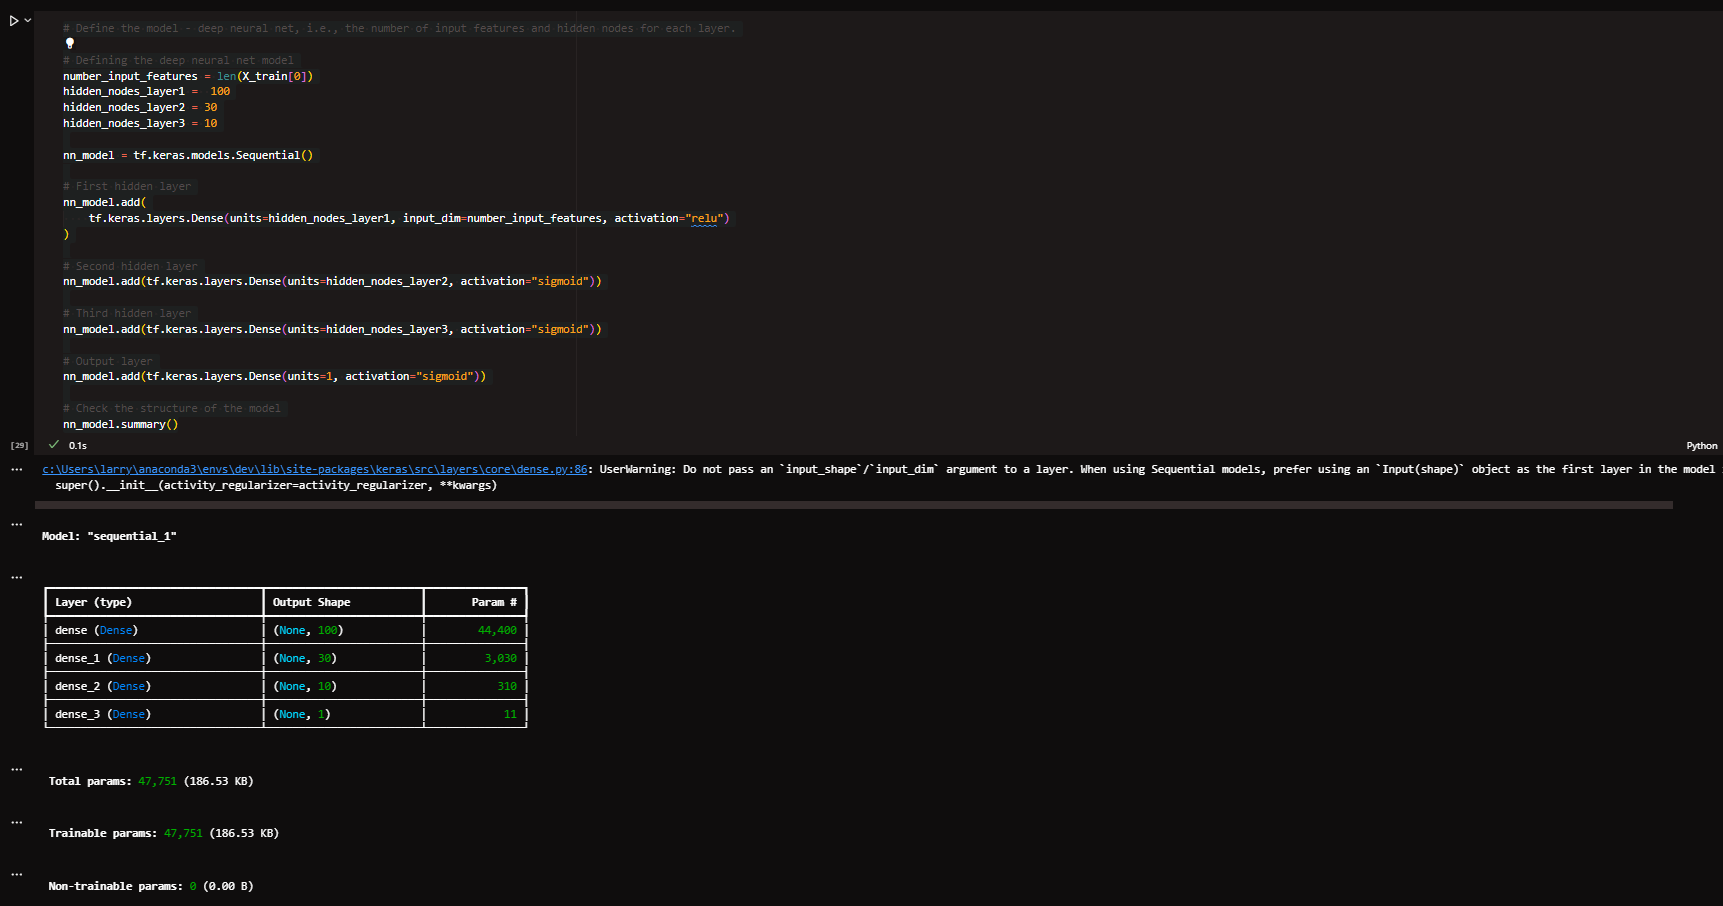 # Define the model - deep neural net, i.e., the number of input features and hidden nodes for each layer.
# Defining the deep neural net model
number_input_features = len(X_train[0])
hidden_nodes_layer1 =  100
hidden_nodes_layer2 = 30
hidden_nodes_layer3 = 10
nn_model = tf.keras.models.Sequential()
# First hidden layer
nn_model.add(
    tf.keras.layers.Dense(units=hidden_nodes_layer1, input_dim=number_input_features, activation="relu")
)
# Second hidden layer
nn_model.add(tf.keras.layers.Dense(units=hidden_nodes_layer2, activation="sigmoid"))
# Third hidden layer
nn_model.add(tf.keras.layers.Dense(units=hidden_nodes_layer3, activation="sigmoid"))
# Output layer
nn_model.add(tf.keras.layers.Dense(units=1, activation="sigmoid"))
# Check the structure of the model
nn_model.summary()
[29] 0.1s Python
c:\Users\larry\anaconda3\envs\dev\lib\site-packages\keras\src\layers\core\dense.py:86: UserWarning: Do not pass an `input_shape`/`input_dim` argument to a layer. When using Sequential models, prefer using an `Input(shape)` object as the first layer in the model
  super().__init__(activity_regularizer=activity_regularizer, **kwargs)
Model: "sequential_1"
Layer (type) Output Shape Param #
dense (Dense) (None, 100) 44,400
dense_1 (Dense) (None, 30) 3,030
dense_2 (Dense) (None, 10) 310
dense_3 (Dense) (None, 1) 11
Total params: 47,751 (186.53 KB)
Trainable params: 47,751 (186.53 KB)
Non-trainable params: 0 (0.00 B)